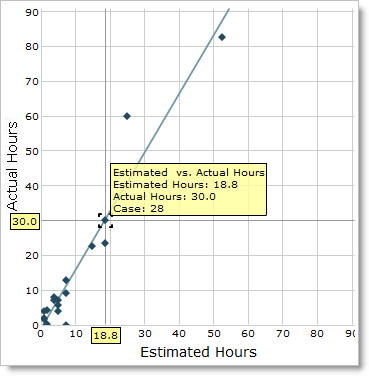 90
80
70
60
50
40
30.0
20
10
0
Actual Hours
Estimated vs. Actual Hours
Estimated Hours: 18.8
Actual Hours: 30.0
Case: 28
0 10 18.8 30 40 50 60 70 80
Estimated Hours